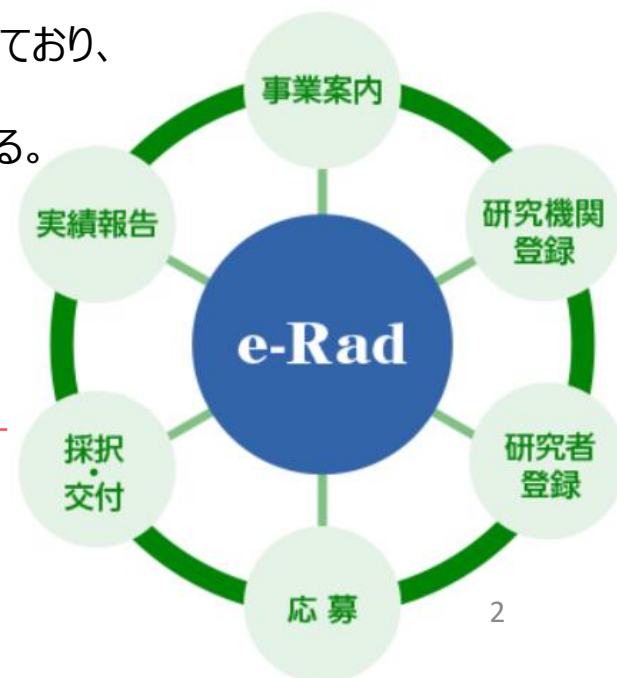 ており、
る。
事業案内
研究機関
登録
研究者
登録
応 募
採択
・
交付
実績報告
e-Rad
2